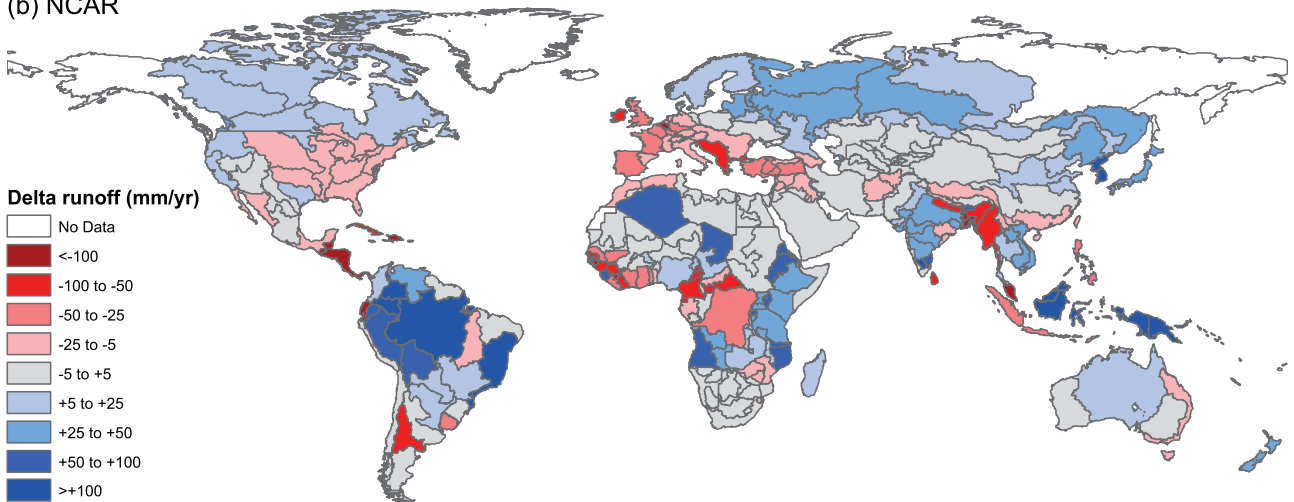 (b) NCAR
Delta runoff (mm/yr)
No Data
<-100
-100 to -50
-50 to -25
-25 to -5
-5 to +5
+5 to +25
+25 to +50
+50 to +100
>+100